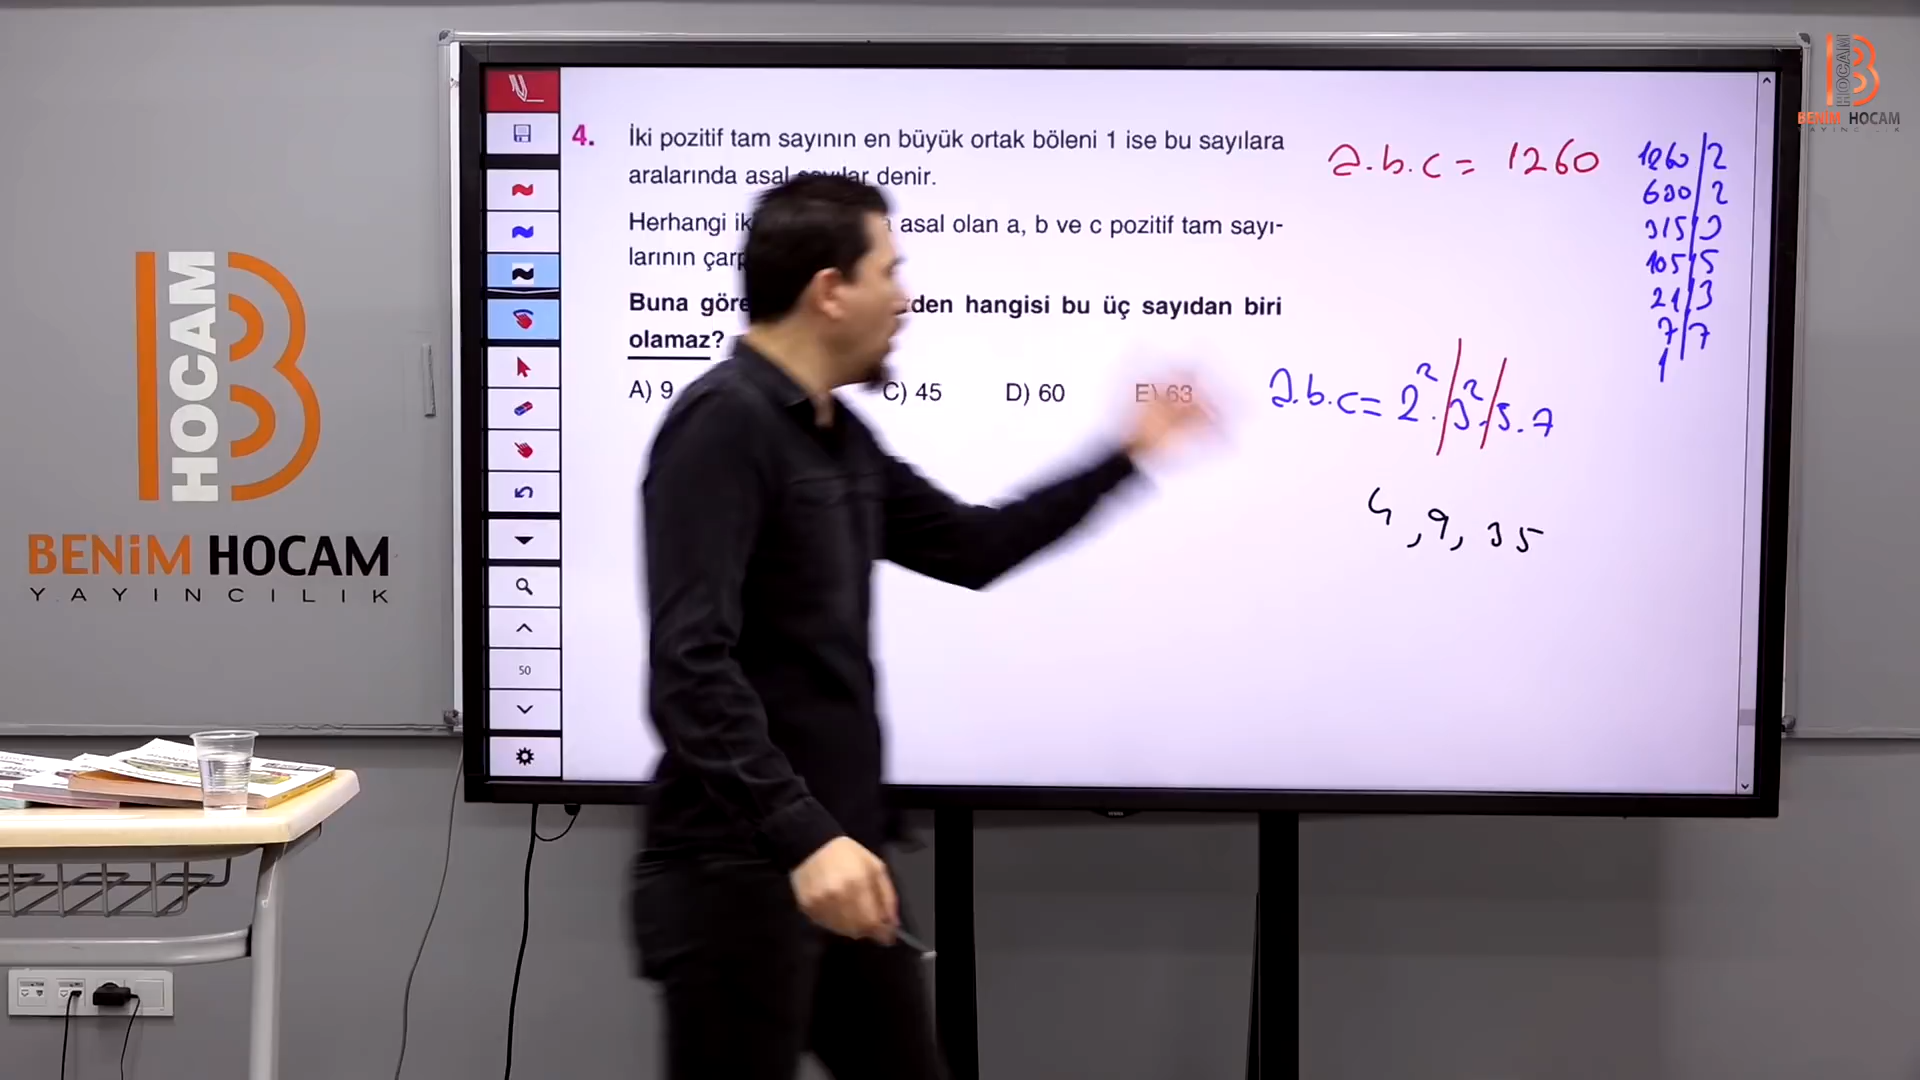 BENİM HOCAM
YAYINCILIK
HOCAM
BENİM HOCAM
YAYINCILIK
4. İki pozitif tam sayının en büyük ortak böleni 1 ise bu sayılara
aralarında asal sayılar denir.
Herhangi asal olan a, b ve c pozitif tam sayı-
larının
Buna göre hangisi bu üç sayıdan biri
olamaz?
A) 9 C) 45 D) 60 E) 63
a.b.c = 1260
1260 2
630 2
315 3
105 5
21 3
7 7
1
a.b.c = 2².3².5.7
4, 9, 35
50